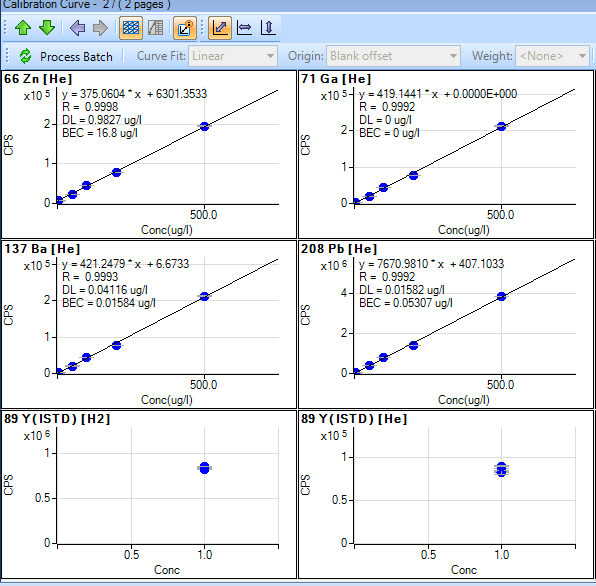 Calibration Curve - 2 / ( 2 pages )
Process Batch Curve Fit: Linear Origin: Blank offset Weight: <None>
66 Zn [He]
x10 5
y = 375.0604 * x + 6301.3533
R = 0.9998
DL = 0.9827 ug/l
BEC = 16.8 ug/l
2
1
0
CPS
500.0
Conc(ug/l)
71 Ga [He]
x10 5
y = 419.1441 * x + 0.0000E+000
R = 0.9992
DL = 0 ug/l
BEC = 0 ug/l
2
1
0
CPS
500.0
Conc(ug/l)
137 Ba [He]
x10 5
y = 421.2479 * x + 6.6733
R = 0.9993
DL = 0.04116 ug/l
BEC = 0.01584 ug/l
2
1
0
CPS
500.0
Conc(ug/l)
208 Pb [He]
x10 6
y = 7670.9810 * x + 407.1033
R = 0.9992
DL = 0.01582 ug/l
BEC = 0.05307 ug/l
4
2
0
CPS
500.0
Conc(ug/l)
89 Y(ISTD) [H2]
x10 6
1
0.5
0
CPS
0.5 1.0
Conc
89 Y(ISTD) [He]
x10 5
1
0.5
0
CPS
0.5 1.0
Conc